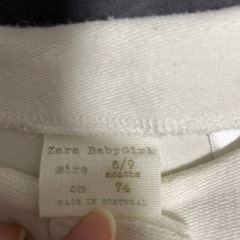 Zara BabyGirl
size 6/9
months
cm 74
MADE IN PORTUGAL